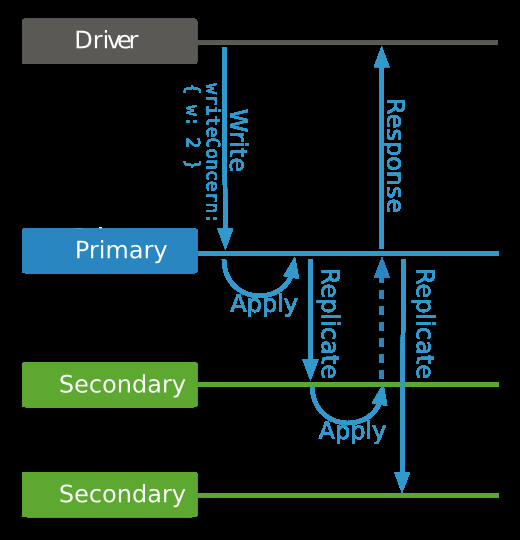 Driver
Write
writeConcern:
{ w: 2 }
Response
Primary
Apply
Replicate
Replicate
Secondary
Apply
Secondary